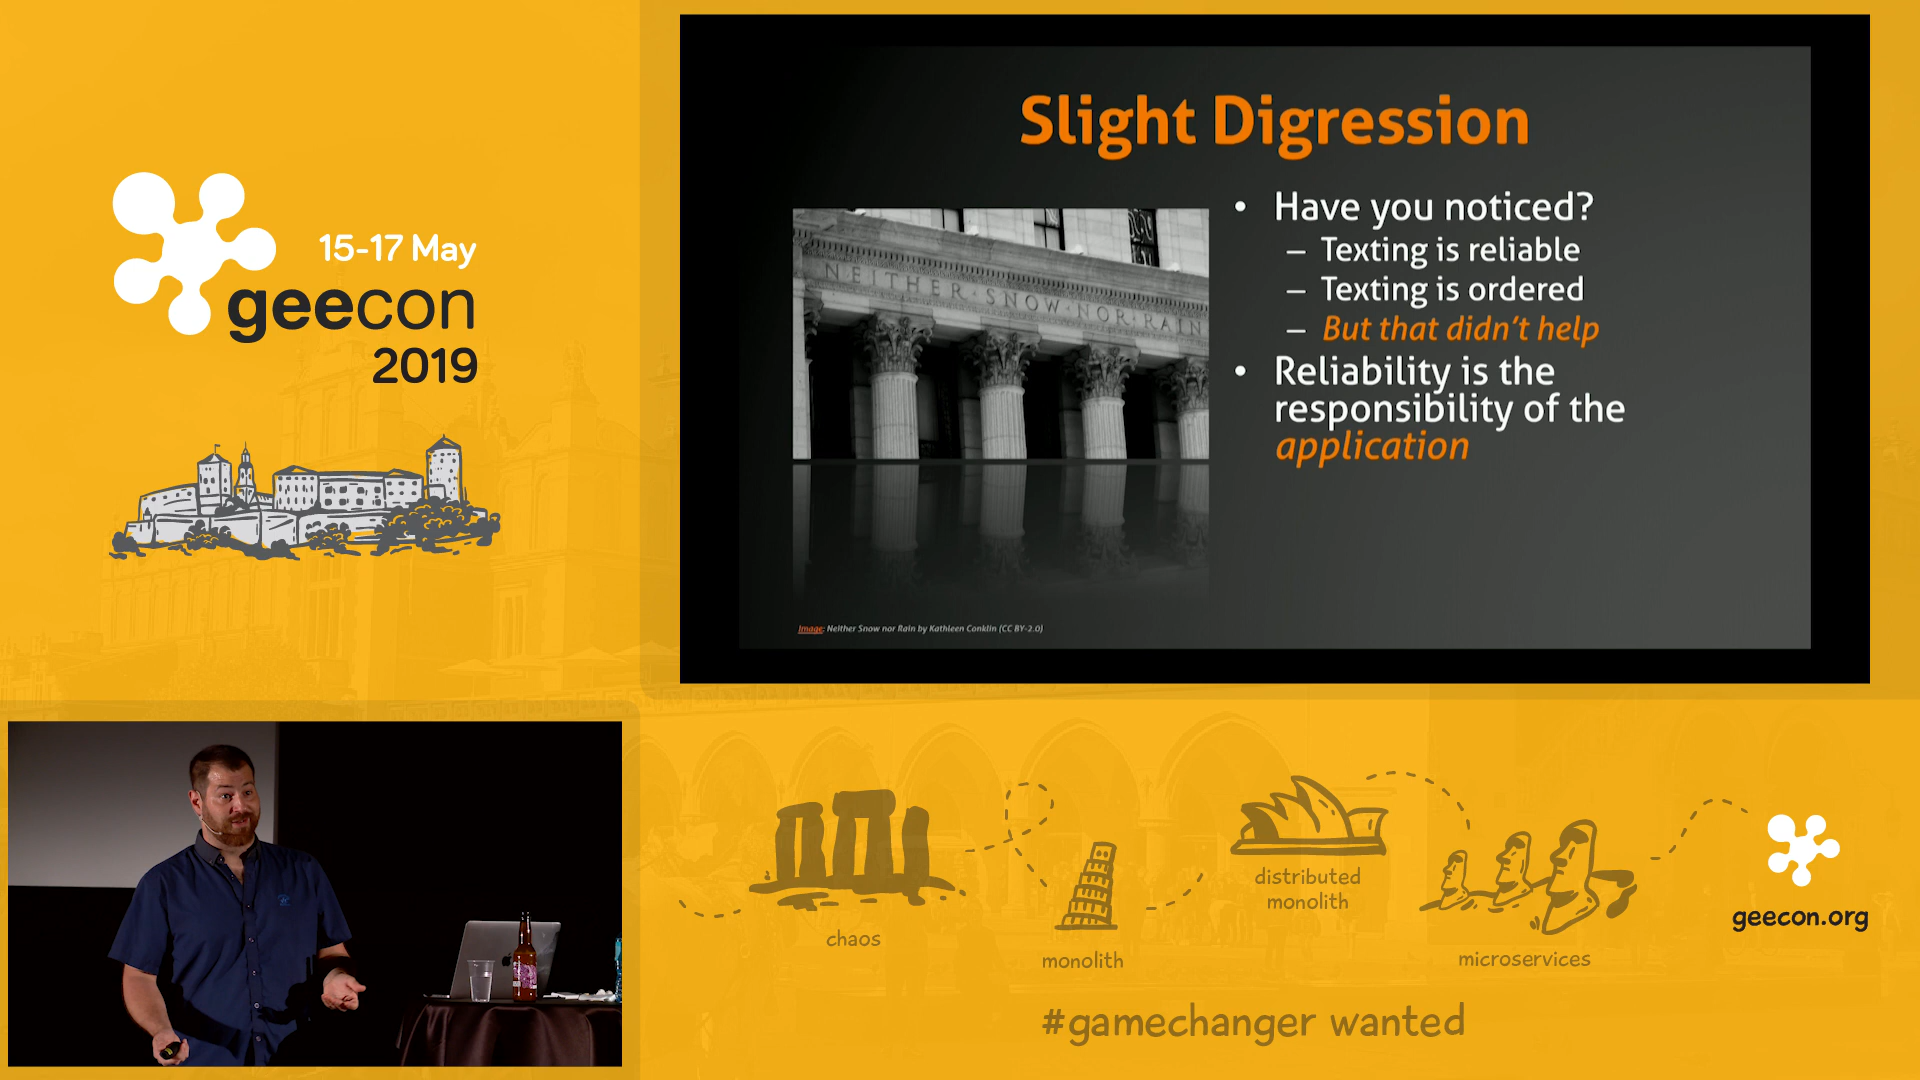 15-17 May
geecon
2019
Slight Digression
NEITHER·SNOW·NOR·RAIN
• Have you noticed?
– Texting is reliable
– Texting is ordered
– But that didn't help
• Reliability is the
responsibility of the
application
Image: Neither Snow nor Rain by Kathleen Conklin (CC BY-2.0)
chaos
monolith
distributed
monolith
microservices
geecon.org
#gamechanger wanted